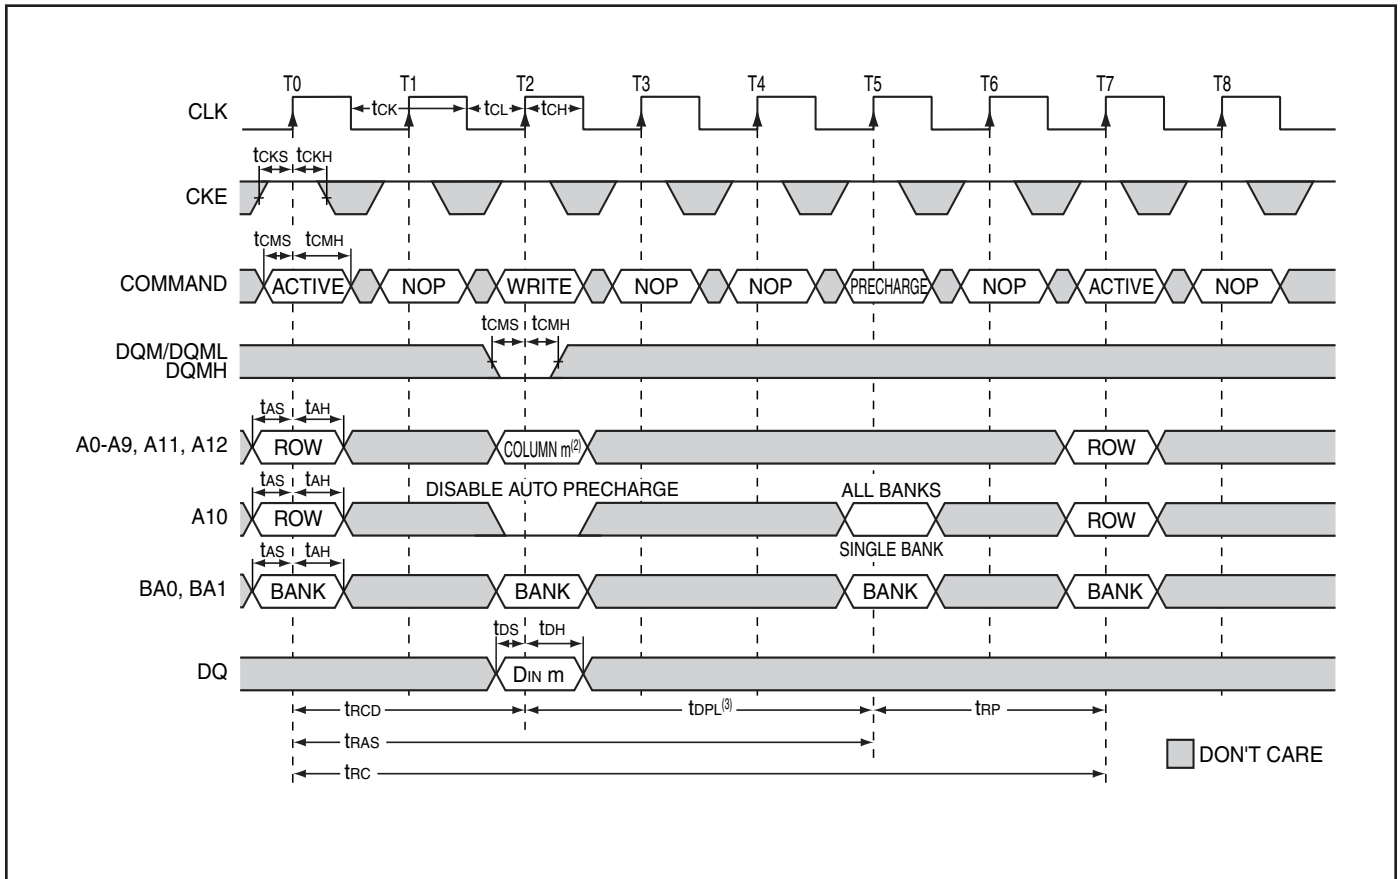 T0 T1 T2 T3 T4 T5 T6 T7 T8
CLK tCK tCL tCH
tCKS tCKH
CKE
tCMS tCMH
COMMAND ACTIVE NOP WRITE NOP NOP PRECHARGE NOP ACTIVE NOP
tCMS tCMH
DQM/DQML
DQMH
tAS tAH
A0-A9, A11, A12 ROW COLUMN m(2) ROW
tAS tAH DISABLE AUTO PRECHARGE ALL BANKS
A10 ROW ROW
tAS tAH SINGLE BANK
BA0, BA1 BANK BANK BANK BANK
tDS tDH
DQ DIN m
tRCD tDPL(3) tRP
tRAS
DON'T CARE
tRC